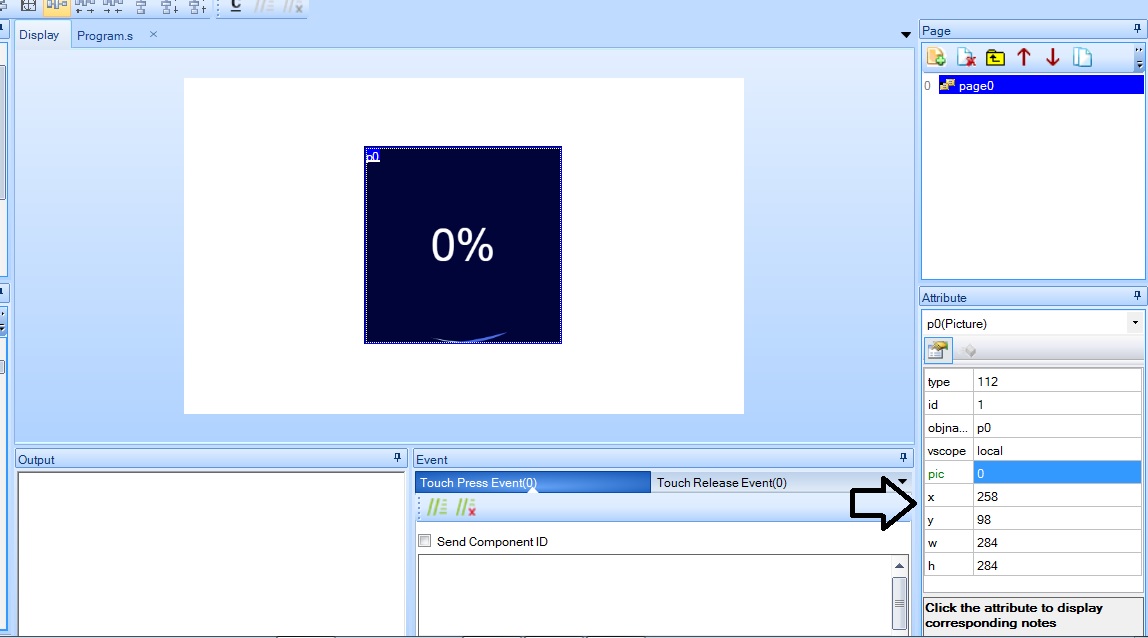 Display
Program.s
p0
0%
Page
0
page0
Attribute
p0(Picture)
type 112
id 1
objna... p0
vscope local
pic 0
x 258
y 98
w 284
h 284
Click the attribute to display
corresponding notes
Output
Event
Touch Press Event(0)
Touch Release Event(0)
Send Component ID